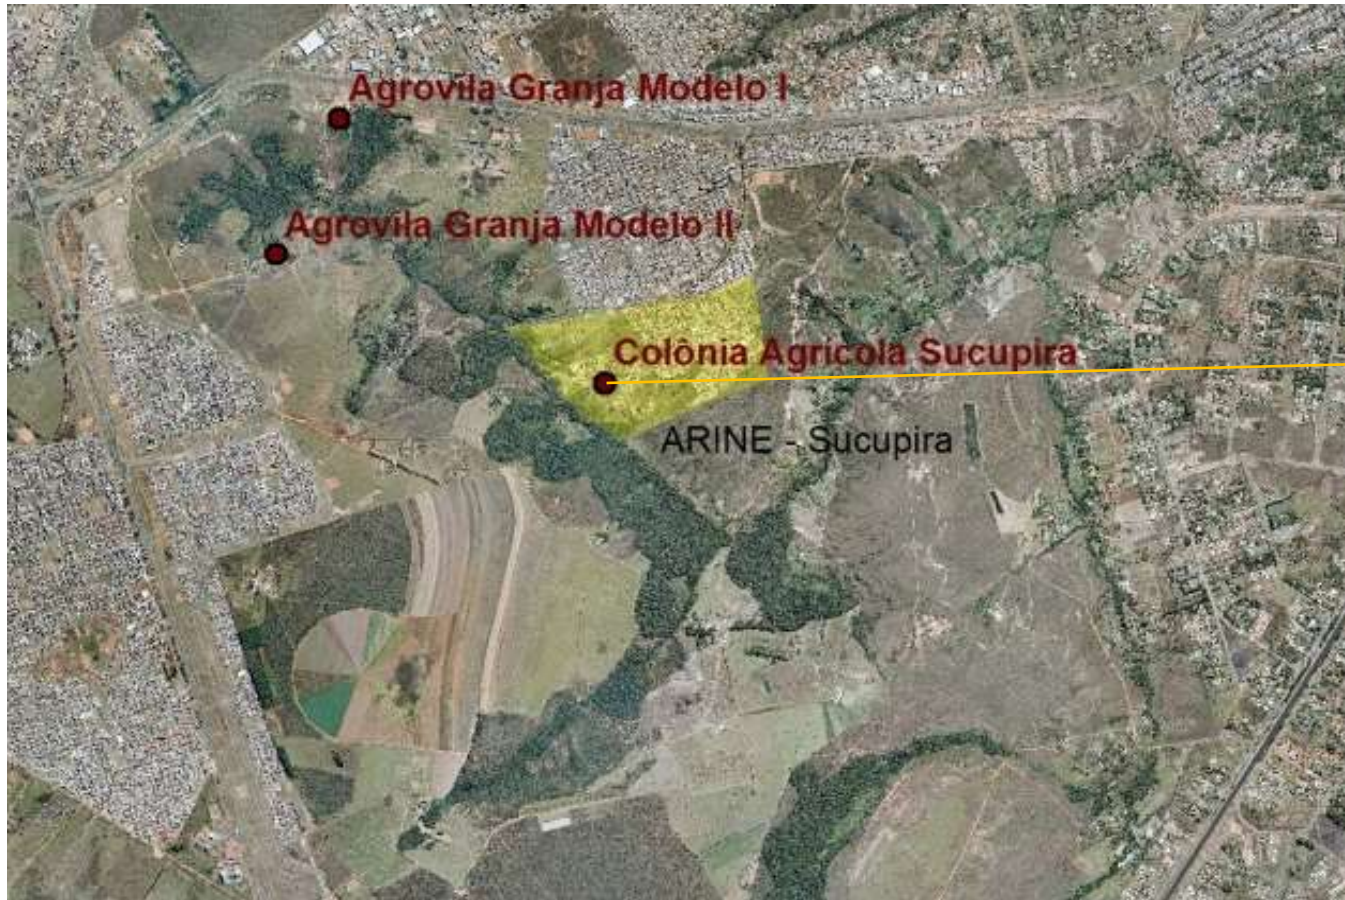 Agrovila Granja Modelo I
Agrovila Granja Modelo II
Colônia Agrícola Sucupira
ARINE - Sucupira